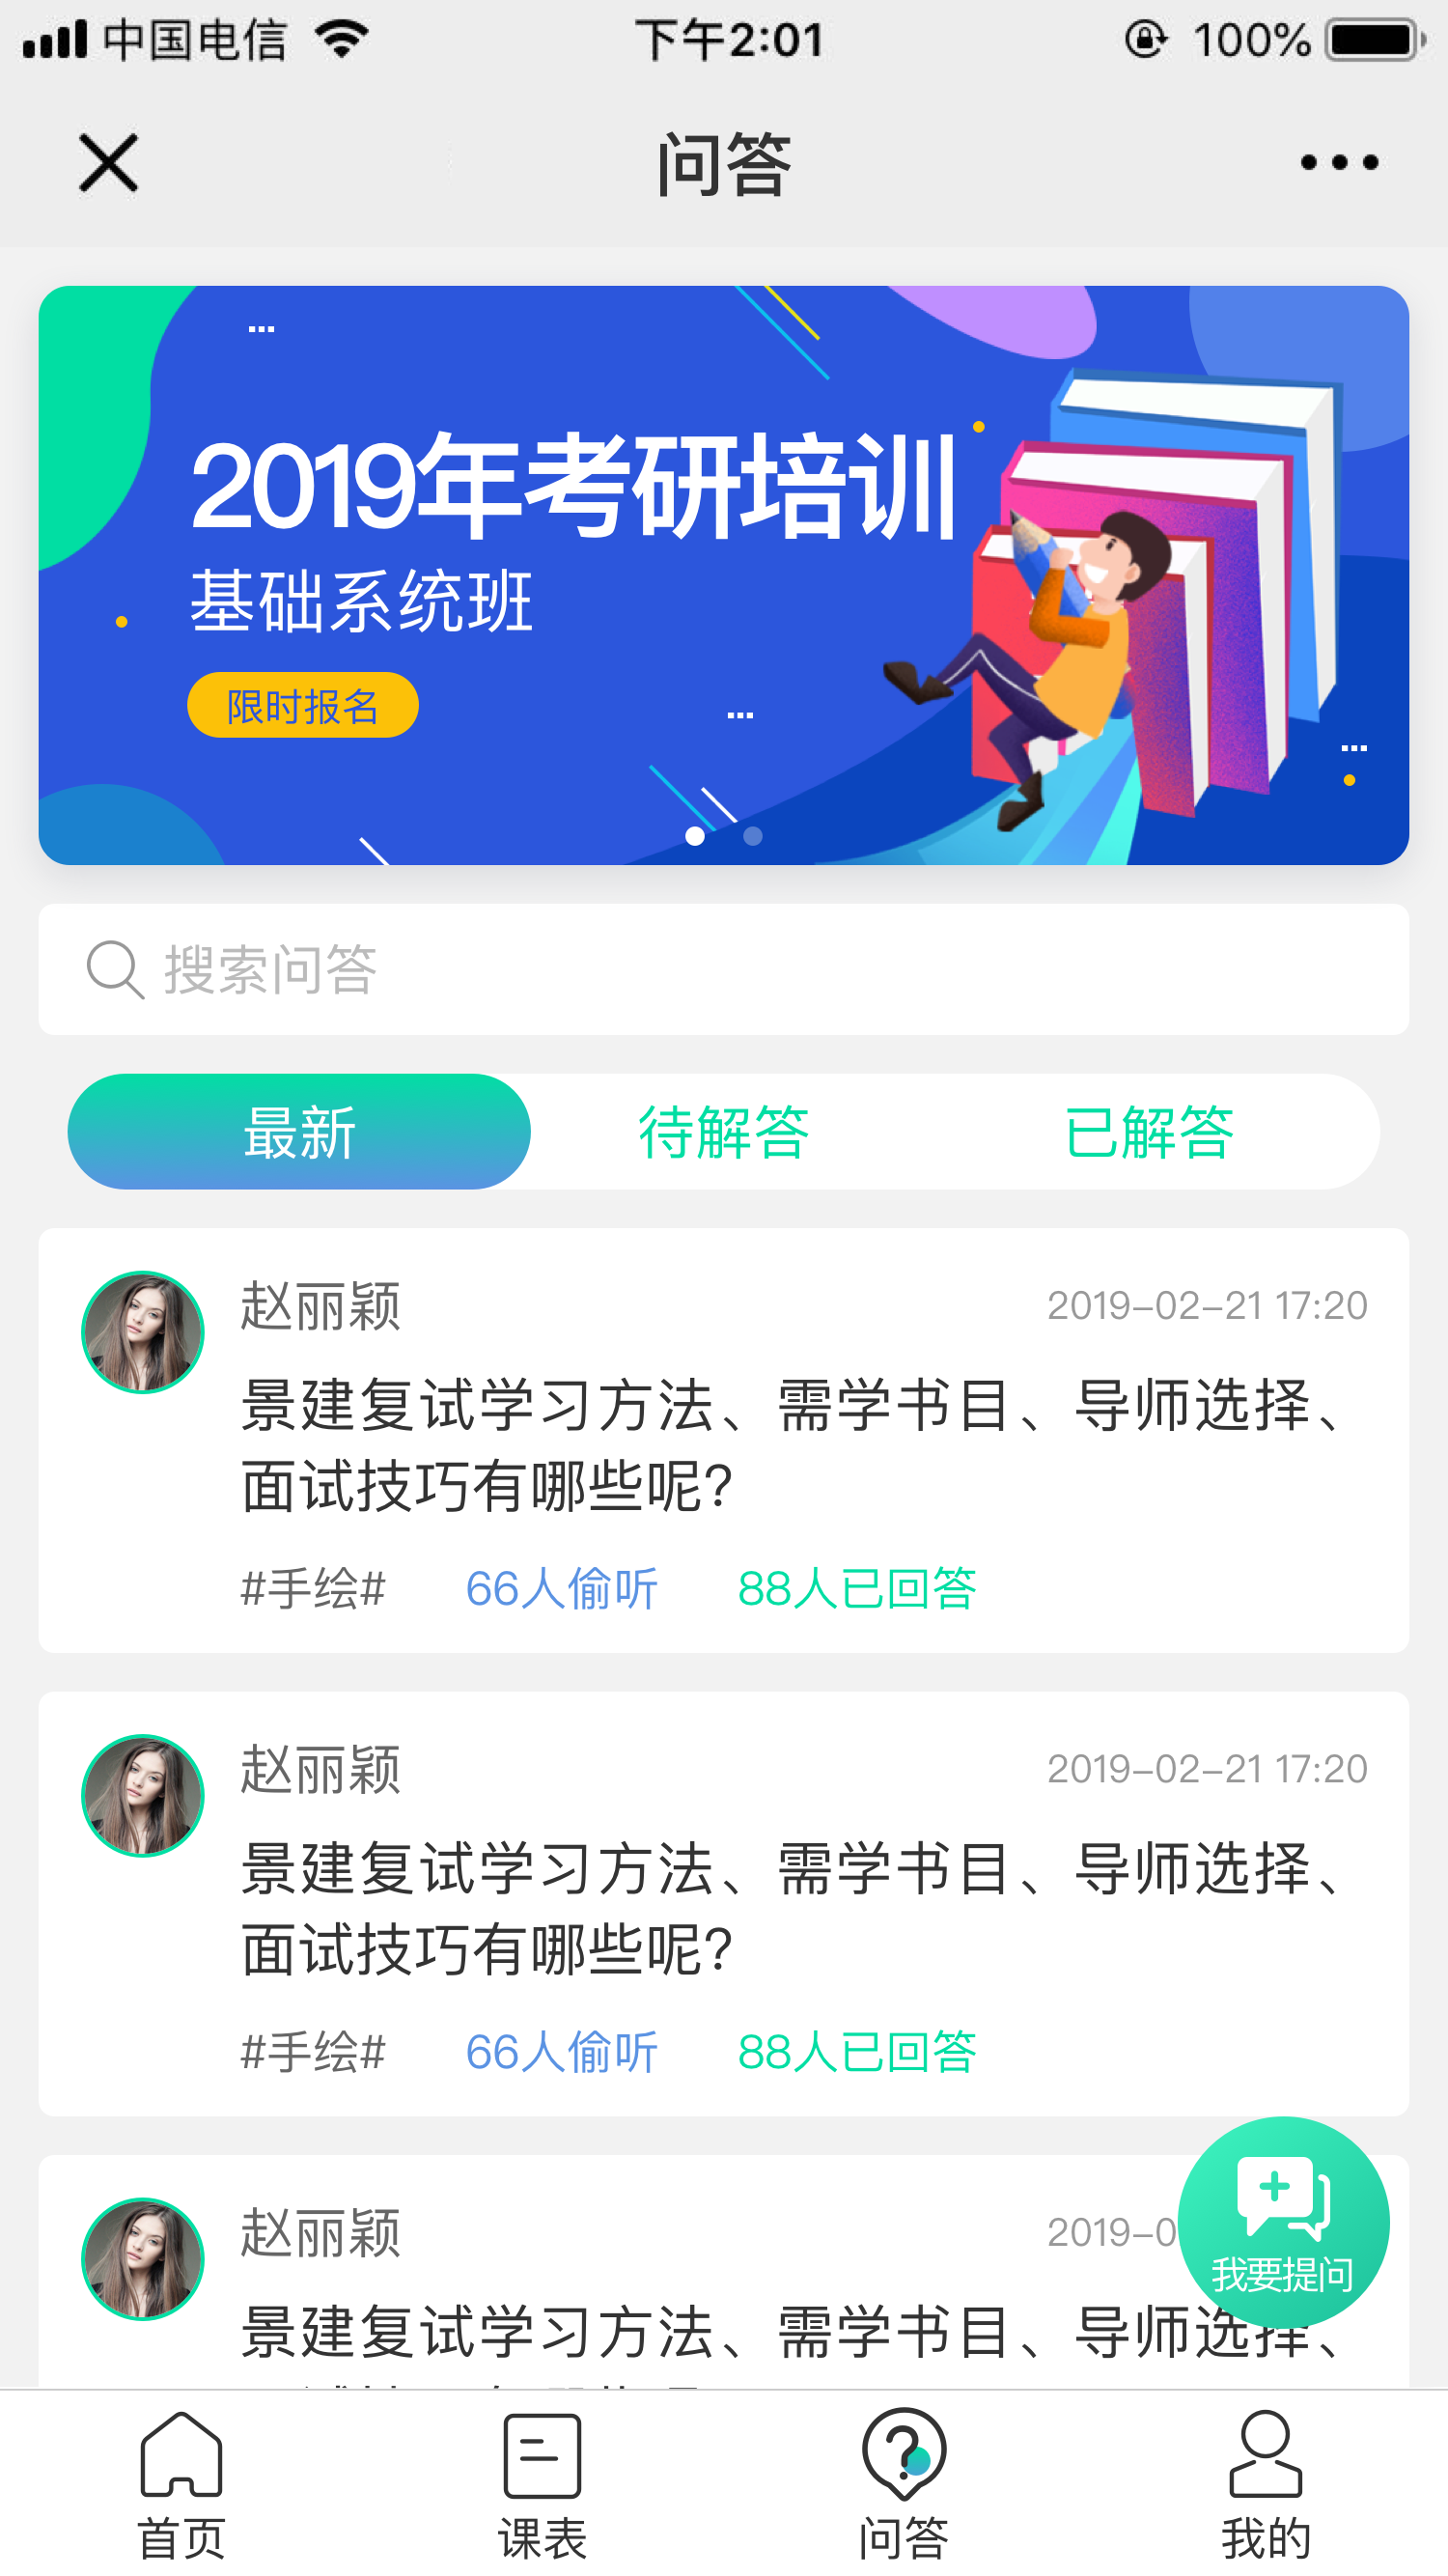 中国电信
下午2:01
100%
问答
2019年考研培训
基础系统班
限时报名
搜索问答
最新
待解答
已解答
赵丽颖
2019-02-21 17:20
景建复试学习方法、需学书目、导师选择、
面试技巧有哪些呢?
#手绘#
66人偷听
88人已回答
赵丽颖
2019-02-21 17:20
景建复试学习方法、需学书目、导师选择、
面试技巧有哪些呢?
#手绘#
66人偷听
88人已回答
赵丽颖
2019-0
我要提问
景建复试学习方法、需学书目、导师选择、
首页
课表
问答
我的